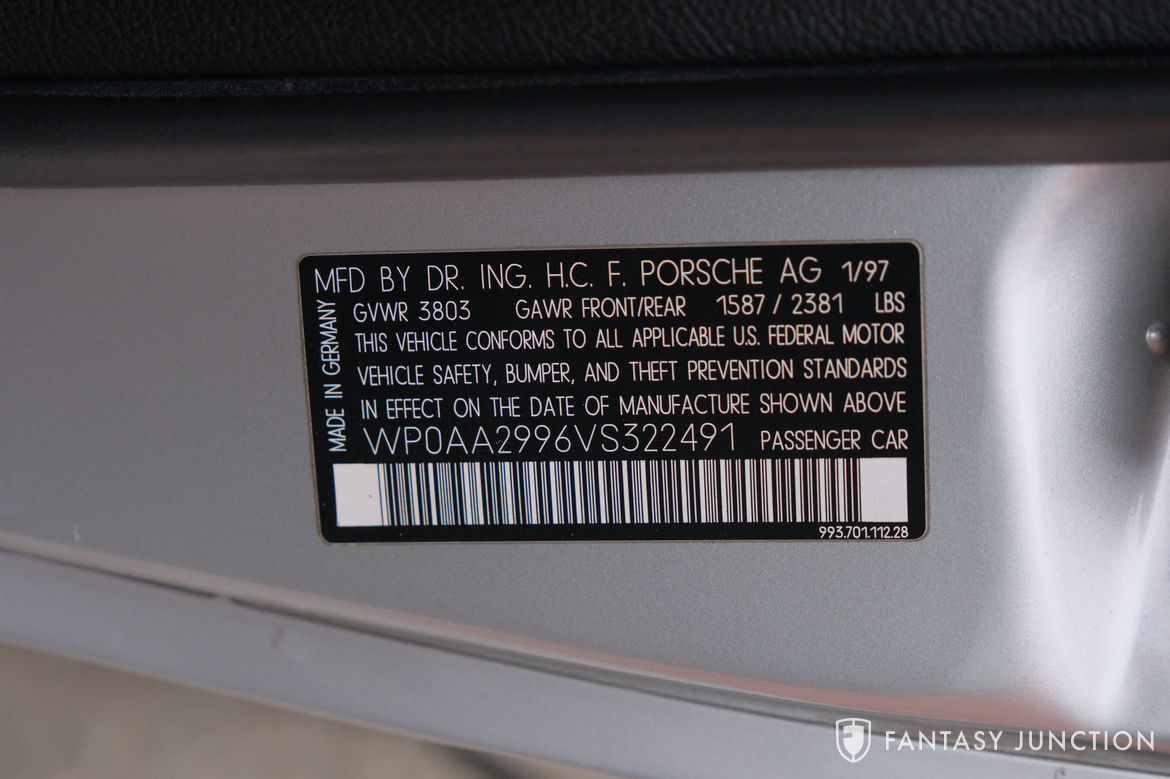 MFD BY DR. ING. H.C. F. PORSCHE AG 1/97
GVWR 3803 GAWR FRONT/REAR 1587 / 2381 LBS
THIS VEHICLE CONFORMS TO ALL APPLICABLE U.S. FEDERAL MOTOR
VEHICLE SAFETY, BUMPER, AND THEFT PREVENTION STANDARDS
IN EFFECT ON THE DATE OF MANUFACTURE SHOWN ABOVE
WP0AA2996VS322491 PASSENGER CAR
993.701.112.28
MADE IN GERMANY
FANTASY JUNCTION